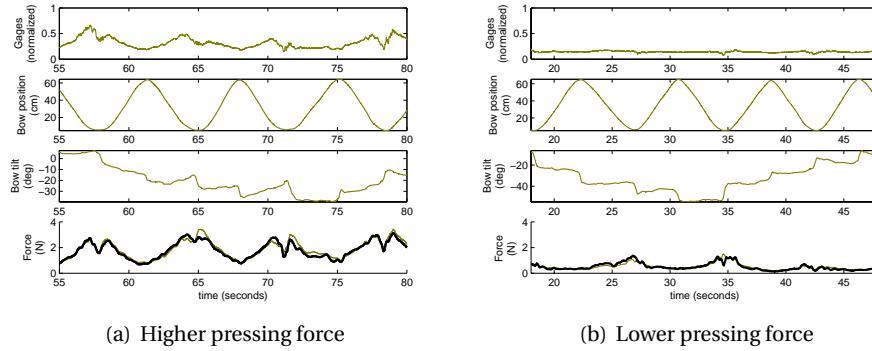 Gages
(normalized)
1
0.5
0
55 60 65 70 75 80
Bow position
(cm)
60
40
20
55 60 65 70 75 80
Bow tilt
(deg)
0
−10
−20
−30
55 60 65 70 75 80
Force
(N)
4
2
0
55 60 65 70 75 80
time (seconds)
(a) Higher pressing force
Gages
(normalized)
1
0.5
0
20 25 30 35 40 45
Bow position
(cm)
60
40
20
20 25 30 35 40 45
Bow tilt
(deg)
−20
−40
20 25 30 35 40 45
Force
(N)
4
2
0
20 25 30 35 40 45
time (seconds)
(b) Lower pressing force